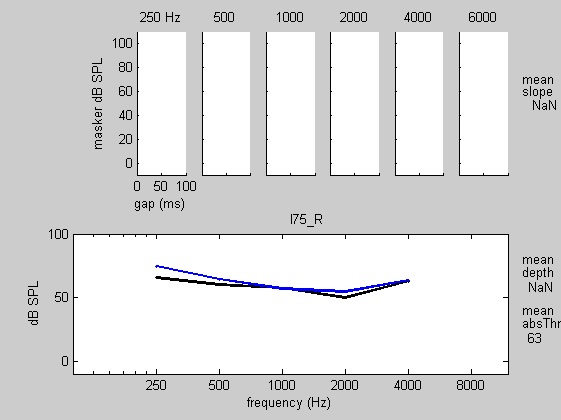 250 Hz 500 1000 2000 4000 6000
100
80
60
40
20
0
masker dB SPL
0 50 100
gap (ms)
mean
slope
NaN
l75_R
100
50
0
dB SPL
250 500 1000 2000 4000 8000
frequency (Hz)
mean
depth
NaN
mean
absThr
63